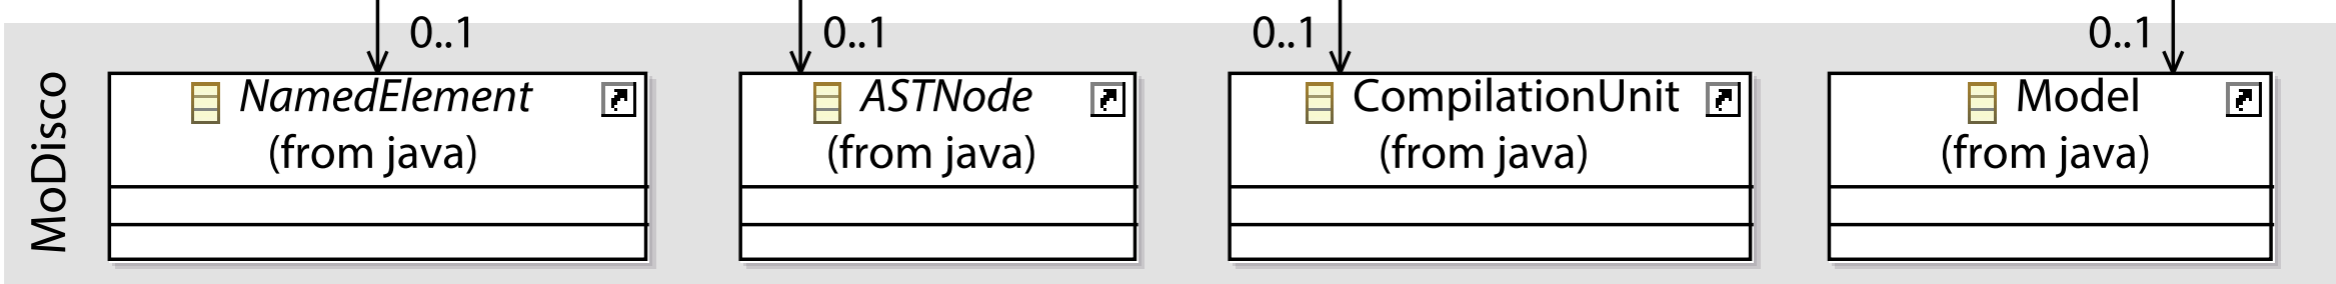 0..1
0..1
0..1
0..1
MoDisco
NamedElement
(from java)
ASTNode
(from java)
CompilationUnit
(from java)
Model
(from java)